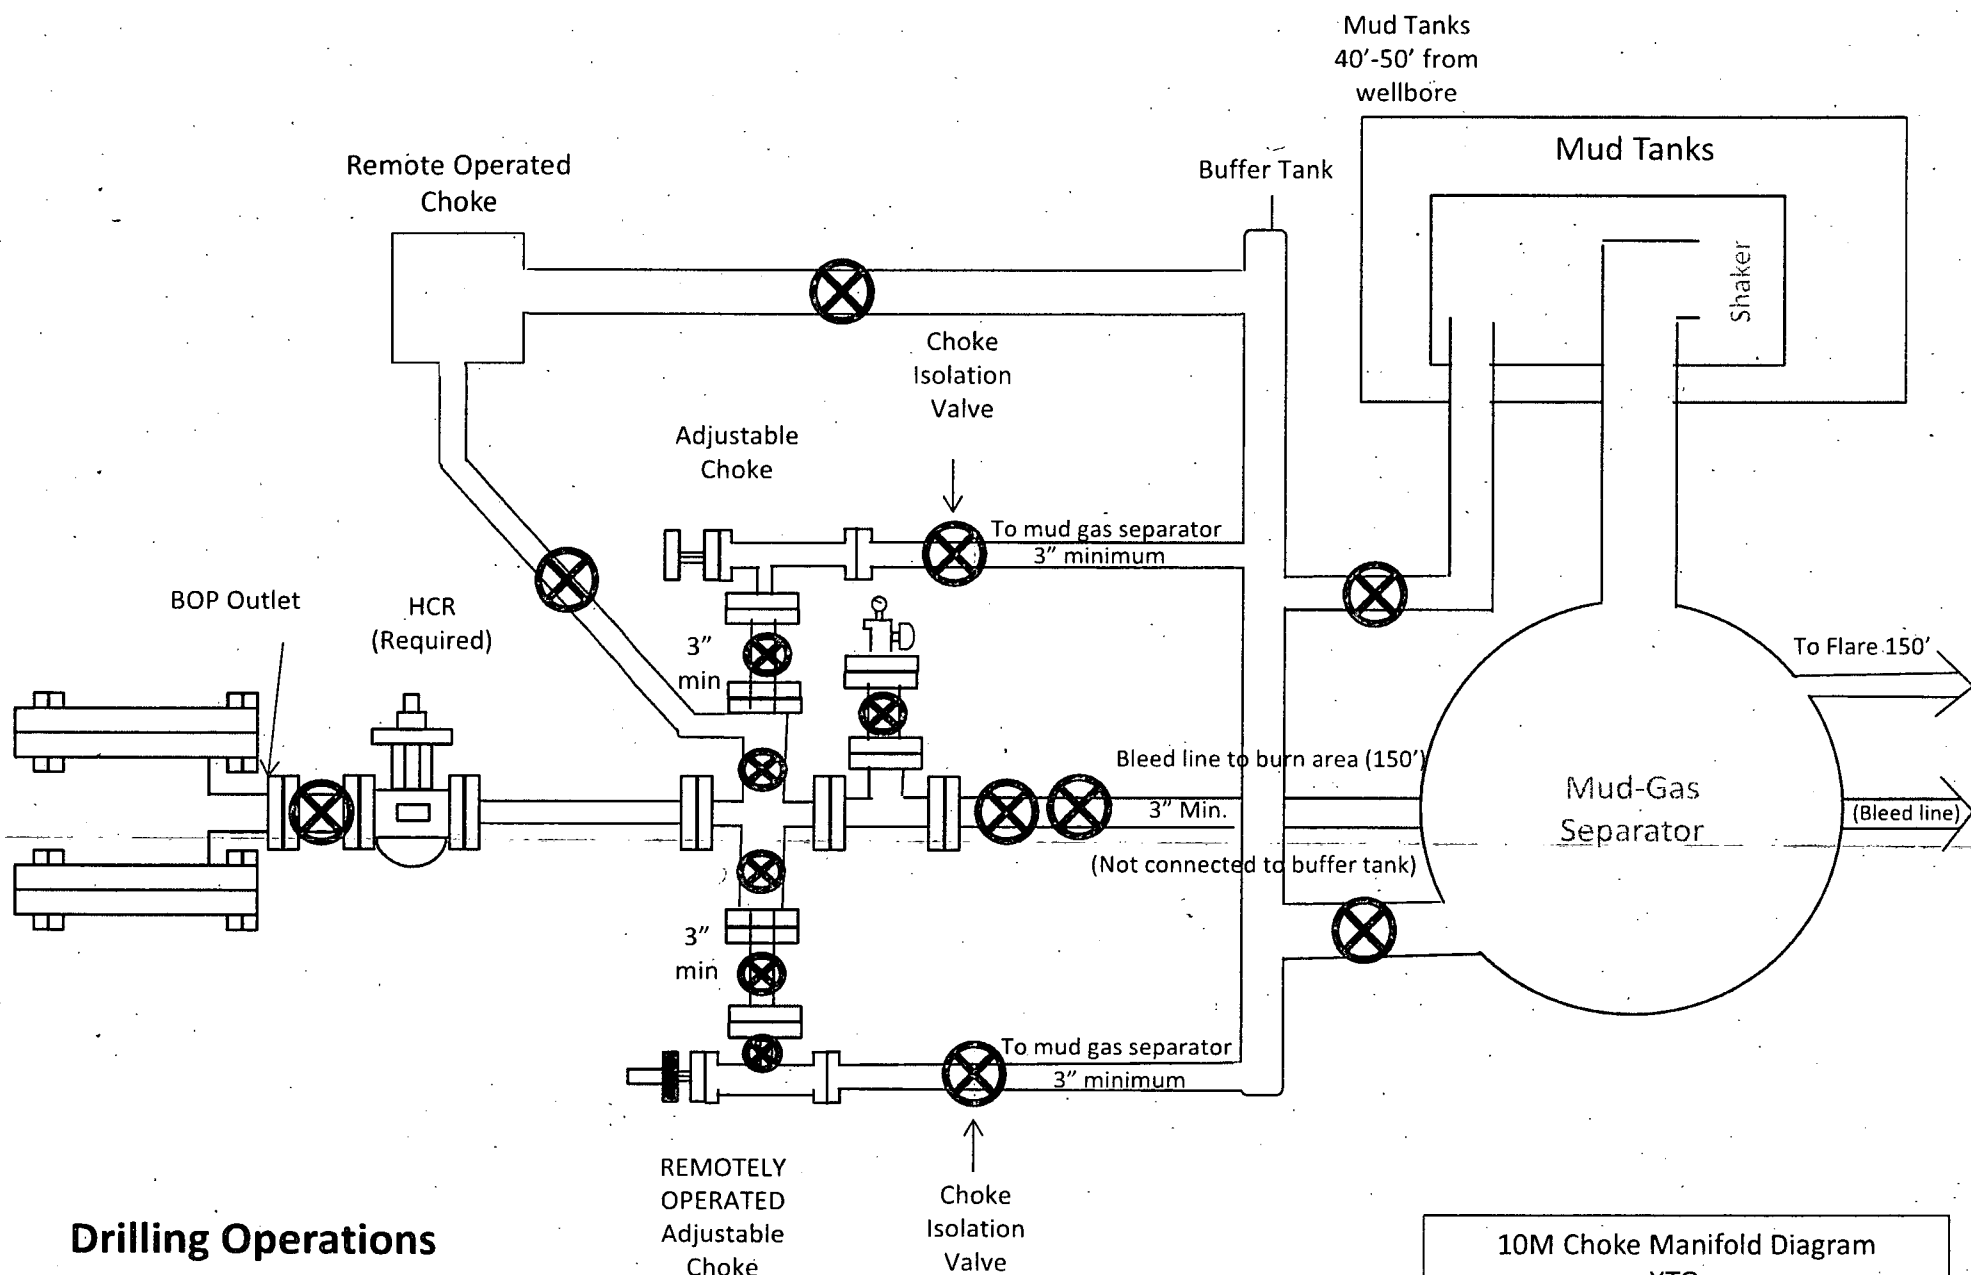 Mud Tanks
40’-50’ from
wellbore
Mud Tanks
Remote Operated
Choke
Buffer Tank
Shaker
Choke
Isolation
Valve
Adjustable
Choke
To mud gas separator
3” minimum
BOP Outlet
HCR
(Required)
3”
min
To Flare 150’
Bleed line to burn area (150’)
3” Min.
Mud-Gas
Separator
(Bleed line)
(Not connected to buffer tank)
3”
min
To mud gas separator
3” minimum
REMOTELY
OPERATED
Adjustable
Choke
Choke
Isolation
Valve
Drilling Operations
10M Choke Manifold Diagram